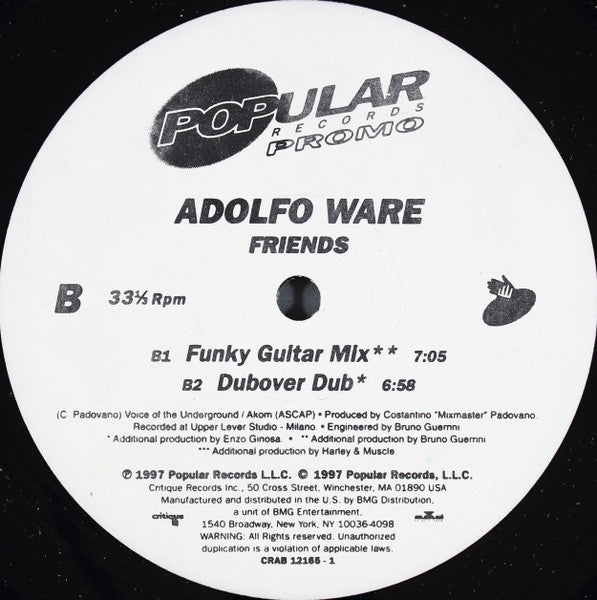 POPULAR
RECORDS
PROMO
ADOLFO WARE
FRIENDS
B 33⅓ Rpm
B1 Funky Guitar Mix** 7:05
B2 Dubover Dub* 6:58
(C Padovano) Voice of the Underground / Akom (ASCAP) • Produced by Costantino "Mixmaster" Padovano.
Recorded at Upper Lever Studio - Milano. • Engineered by Bruno Guerrini.
* Additional production by Enzo Ginosa. • ** Additional production by Bruno Guerrini
*** Additional production by Harley & Muscle.
℗ 1997 Popular Records L.L.C. © 1997 Popular Records, L.L.C.
Critique Records Inc., 50 Cross Street, Winchester, MA 01890 USA
Manufactured and distributed in the U.S. by BMG Distribution,
critique a unit of BMG Entertainment,
1540 Broadway, New York, NY 10036-4098
WARNING: All Rights reserved. Unauthorized
duplication is a violation of applicable laws.
CRAB 12165 - 1